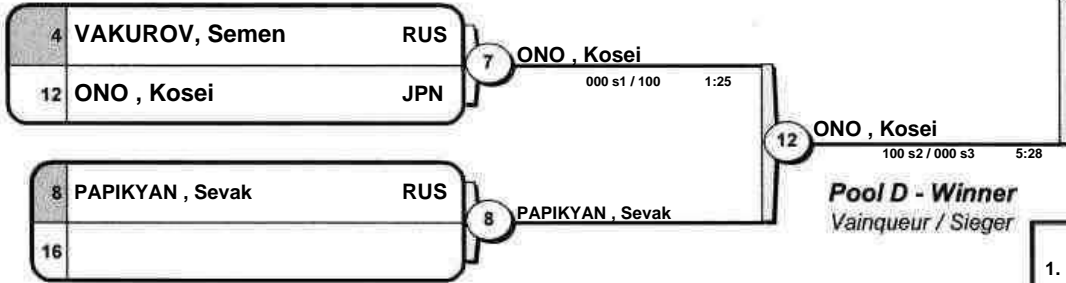 4 VAKUROV, Semen RUS
12 ONO , Kosei JPN
7 ONO , Kosei
000 s1 / 100 1:25
8 PAPIKYAN , Sevak RUS
16
8 PAPIKYAN , Sevak
12 ONO , Kosei
100 s2 / 000 s3 5:28
Pool D - Winner
Vainqueur / Sieger
1.